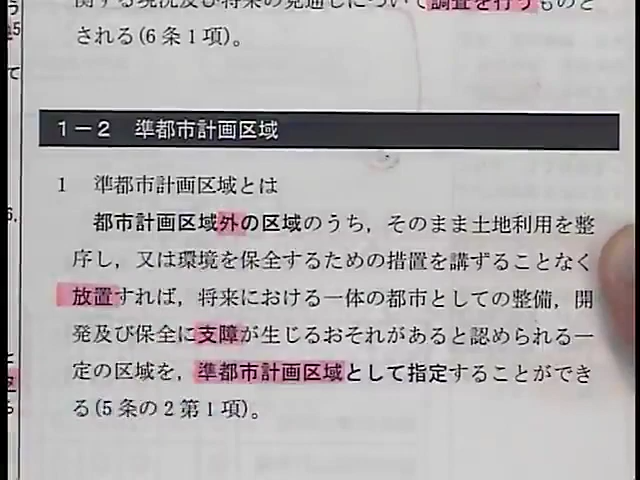 関する現況及び将来の見通しについて調査を行うものと
される(6条1項)。
1－2 準都市計画区域
1 準都市計画区域とは
都市計画区域外の区域のうち，そのまま土地利用を整
序し，又は環境を保全するための措置を講ずることなく
放置すれば，将来における一体の都市としての整備，開
発及び保全に支障が生じるおそれがあると認められる一
定の区域を，準都市計画区域として指定することができ
る(5条の2第1項)。